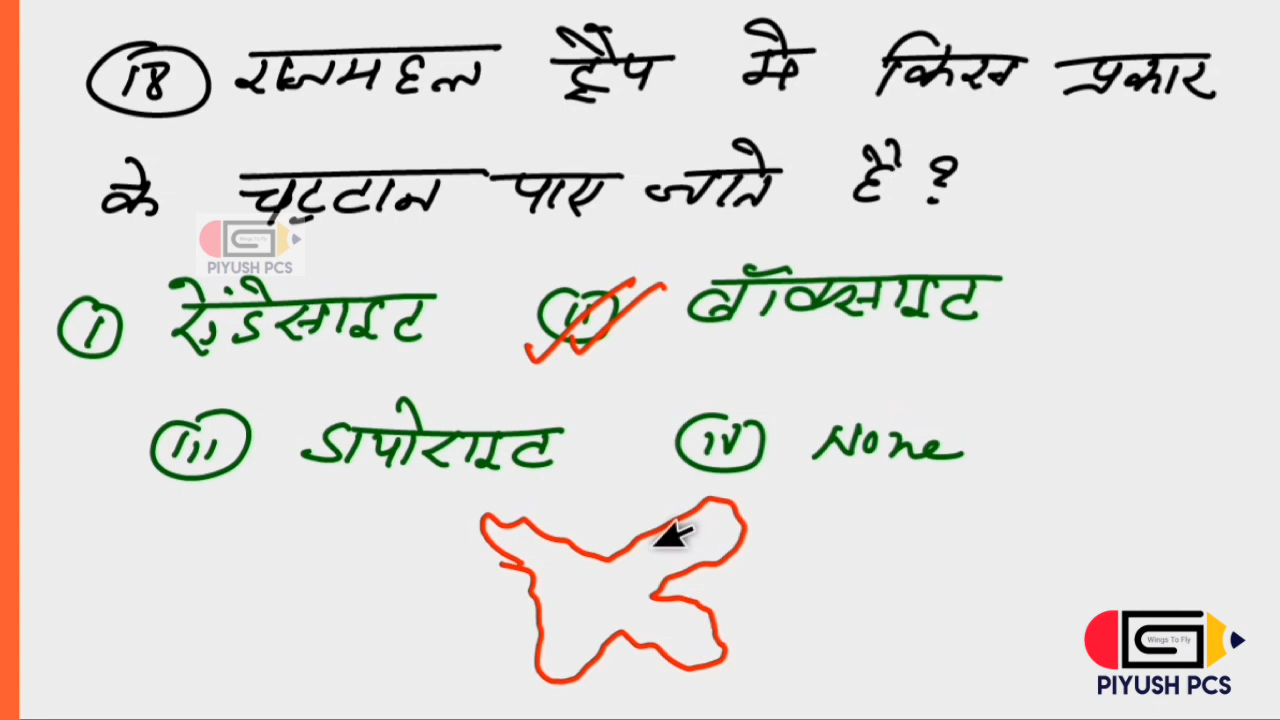 18 राजमहल ट्रैप में किस प्रकार
के चट्टान पाए जाते हैं?
PIYUSH PCS
i ऐंडेसाइट ii बॉक्साइट
iii डायोराइट iv None
Wings To Fly
PIYUSH PCS